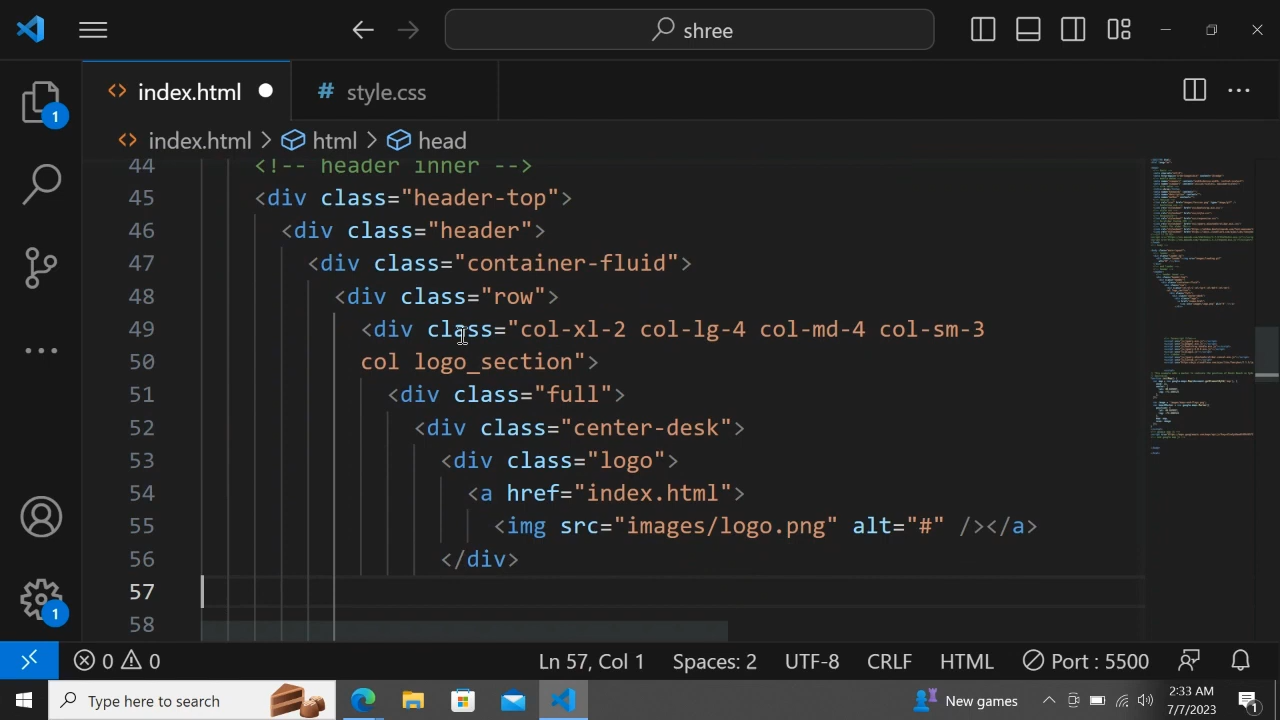 shree
index.html
# style.css
index.html > html > head
44 <!-- header inner -->
45 <div class="header-top">
46 <div class="header">
47 <div class="container-fluid">
48 <div class="row">
49 <div class="col-xl-2 col-lg-4 col-md-4 col-sm-3
50 col logo_section">
51 <div class="full">
52 <div class="center-desk">
53 <div class="logo">
54 <a href="index.html">
55 <img src="images/logo.png" alt="#" /></a>
56 </div>
57
58
1
1
0 0
Ln 57, Col 1
Spaces: 2
UTF-8
CRLF
HTML
Port : 5500
Type here to search
New games
2:33 AM
7/7/2023
1